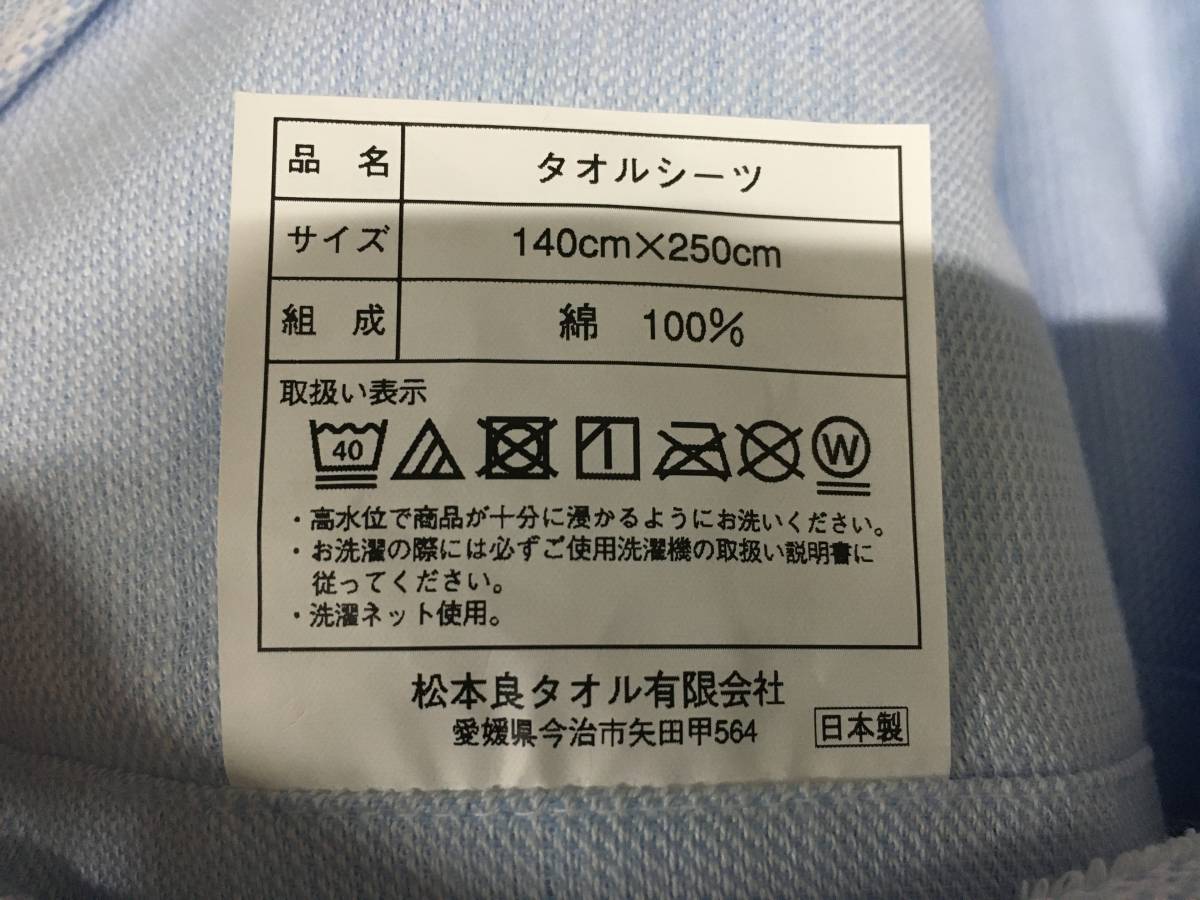 品名 タオルシーツ
サイズ 140cm×250cm
組成 綿 100%
取扱い表示
40 W
・高水位で商品が十分に浸かるようにお洗いください。
・お洗濯の際には必ずご使用洗濯機の取扱い説明書に
従ってください。
・洗濯ネット使用。
松本良タオル有限会社
愛媛県今治市矢田甲564 日本製